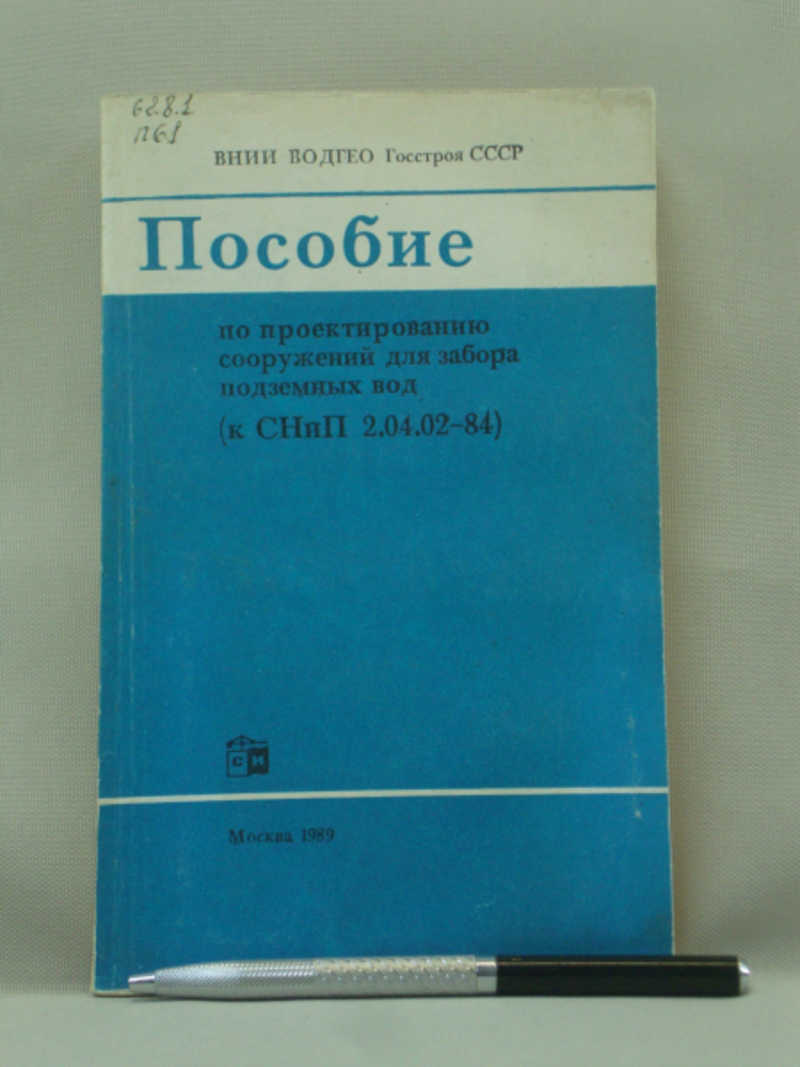 628.1
П61
ВНИИ ВОДГЕО Госстроя СССР
Пособие
по проектированию
сооружений для забора
подземных вод
(к СНиП 2.04.02-84)
С И
Москва 1989